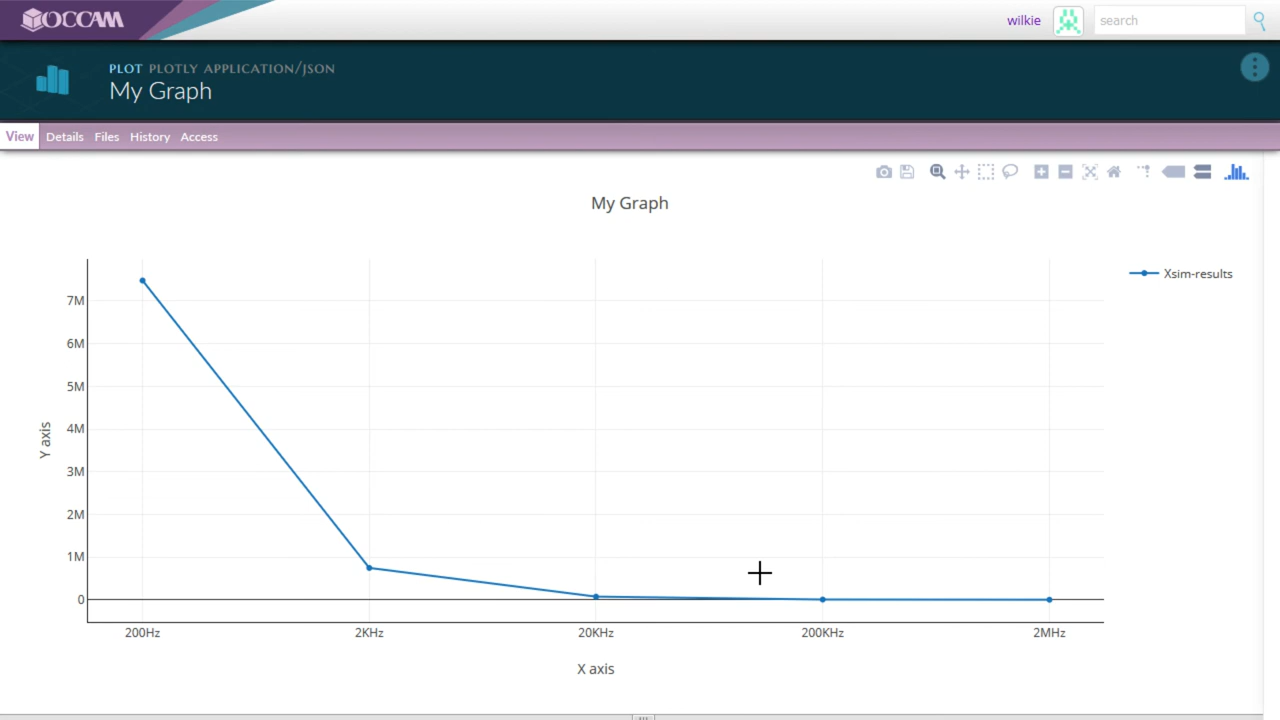 OCCAM
wilkie
search
PLOT PLOTLY APPLICATION/JSON
My Graph
View Details Files History Access
My Graph
Xsim-results
7M
6M
5M
4M
3M
2M
1M
0
Y axis
200Hz 2KHz 20KHz 200KHz 2MHz
X axis